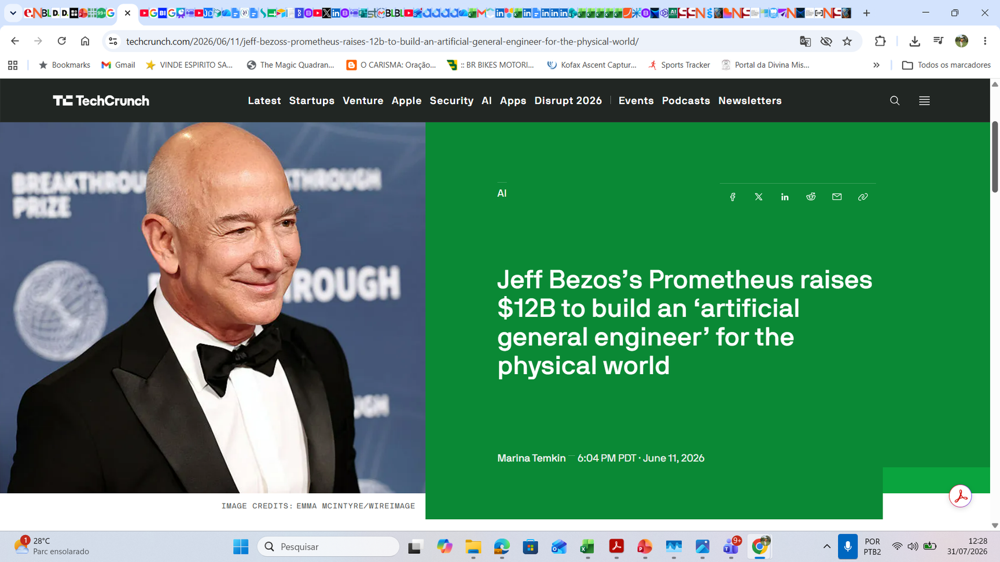 techcrunch.com/2026/06/11/jeff-bezoss-prometheus-raises-12b-to-build-an-artificial-general-engineer-for-the-physical-world/
Bookmarks Gmail VINDE ESPIRITO SA... The Magic Quadran... O CARISMA: Oração... :: BR BIKES MOTORI... Kofax Ascent Captur... Sports Tracker Portal da Divina Mis... » Todos os marcadores
TechCrunch Latest Startups Venture Apple Security AI Apps Disrupt 2026 Events Podcasts Newsletters
BREAKTHROU
PRIZE
THROUGH
ROUGH
AI
Jeff Bezos’s Prometheus raises
$12B to build an ‘artificial
general engineer’ for the
physical world
Marina Temkin — 6:04 PM PDT · June 11, 2026
IMAGE CREDITS: EMMA MCINTYRE/WIREIMAGE
1 28°C
Parc ensolarado
Pesquisar
9+
POR
PTB2
12:28
31/07/2026